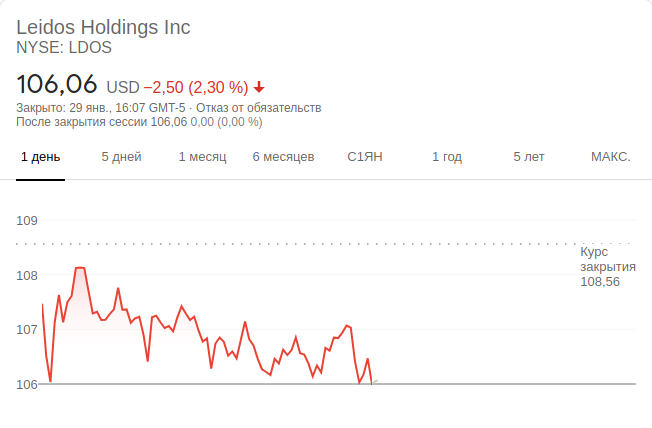 Leidos Holdings Inc
NYSE: LDOS
106,06 USD −2,50 (2,30 %)
Закрыто: 29 янв., 16:07 GMT-5 · Отказ от обязательств
После закрытия сессии 106,06 0,00 (0,00 %)
1 день 5 дней 1 месяц 6 месяцев С1ЯН 1 год 5 лет МАКС.
109
Курс
закрытия
108,56
108
107
106